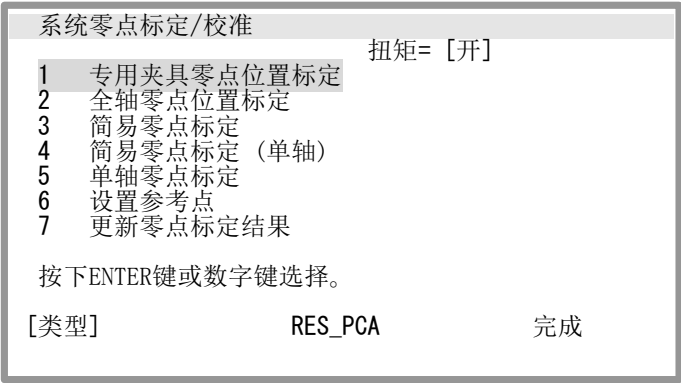 系统零点标定/校准
扭矩= [开]
1 专用夹具零点位置标定
2 全轴零点位置标定
3 简易零点标定
4 简易零点标定 (单轴)
5 单轴零点标定
6 设置参考点
7 更新零点标定结果
按下ENTER键或数字键选择。
[类型] RES_PCA 完成